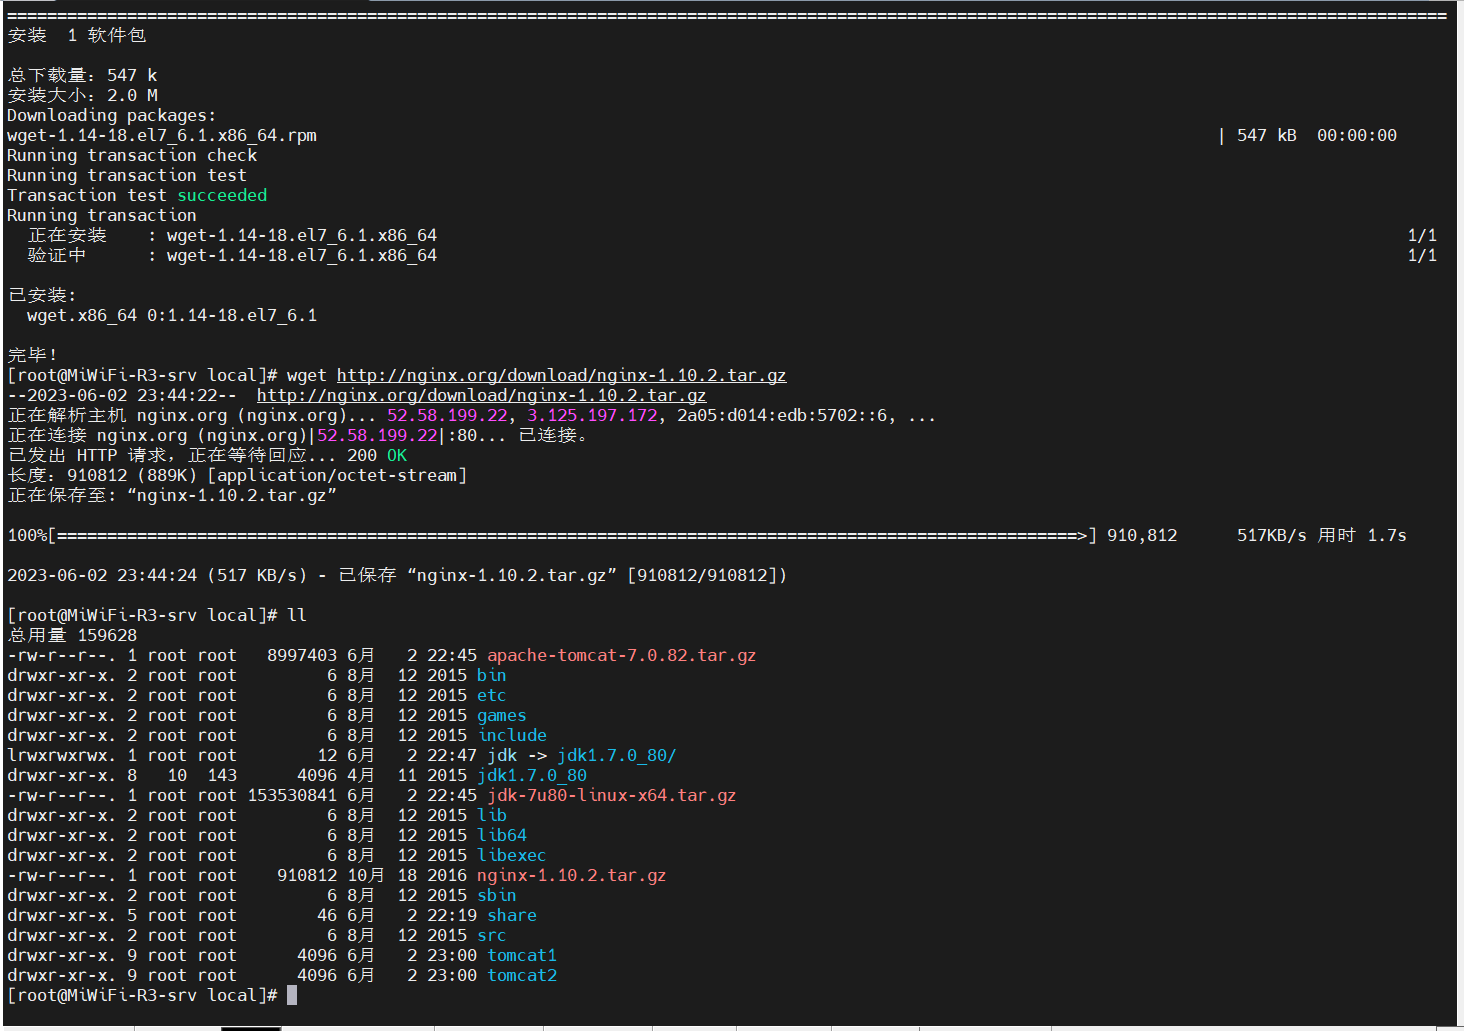 ================================================================================================================================================
安装  1 软件包

总下载量：547 k
安装大小：2.0 M
Downloading packages:
wget-1.14-18.el7_6.1.x86_64.rpm                                                                                          | 547 kB  00:00:00
Running transaction check
Running transaction test
Transaction test succeeded
Running transaction
  正在安装    : wget-1.14-18.el7_6.1.x86_64                                                                                                 1/1
  验证中      : wget-1.14-18.el7_6.1.x86_64                                                                                                 1/1

已安装:
  wget.x86_64 0:1.14-18.el7_6.1

完毕！
[root@MiWiFi-R3-srv local]# wget http://nginx.org/download/nginx-1.10.2.tar.gz
--2023-06-02 23:44:22--  http://nginx.org/download/nginx-1.10.2.tar.gz
正在解析主机 nginx.org (nginx.org)... 52.58.199.22, 3.125.197.172, 2a05:d014:edb:5702::6, ...
正在连接 nginx.org (nginx.org)|52.58.199.22|:80... 已连接。
已发出 HTTP 请求，正在等待回应... 200 OK
长度：910812 (889K) [application/octet-stream]
正在保存至: “nginx-1.10.2.tar.gz”

100%[======================================================================================================>] 910,812      517KB/s 用时 1.7s

2023-06-02 23:44:24 (517 KB/s) - 已保存 “nginx-1.10.2.tar.gz” [910812/910812])

[root@MiWiFi-R3-srv local]# ll
总用量 159628
-rw-r--r--. 1 root root   8997403 6月   2 22:45 apache-tomcat-7.0.82.tar.gz
drwxr-xr-x. 2 root root         6 8月  12 2015 bin
drwxr-xr-x. 2 root root         6 8月  12 2015 etc
drwxr-xr-x. 2 root root         6 8月  12 2015 games
drwxr-xr-x. 2 root root         6 8月  12 2015 include
lrwxrwxrwx. 1 root root        12 6月   2 22:47 jdk -> jdk1.7.0_80/
drwxr-xr-x. 8   10  143      4096 4月  11 2015 jdk1.7.0_80
-rw-r--r--. 1 root root 153530841 6月   2 22:45 jdk-7u80-linux-x64.tar.gz
drwxr-xr-x. 2 root root         6 8月  12 2015 lib
drwxr-xr-x. 2 root root         6 8月  12 2015 lib64
drwxr-xr-x. 2 root root         6 8月  12 2015 libexec
-rw-r--r--. 1 root root    910812 10月 18 2016 nginx-1.10.2.tar.gz
drwxr-xr-x. 2 root root         6 8月  12 2015 sbin
drwxr-xr-x. 5 root root        46 6月   2 22:19 share
drwxr-xr-x. 2 root root         6 8月  12 2015 src
drwxr-xr-x. 9 root root      4096 6月   2 23:00 tomcat1
drwxr-xr-x. 9 root root      4096 6月   2 23:00 tomcat2
[root@MiWiFi-R3-srv local]#